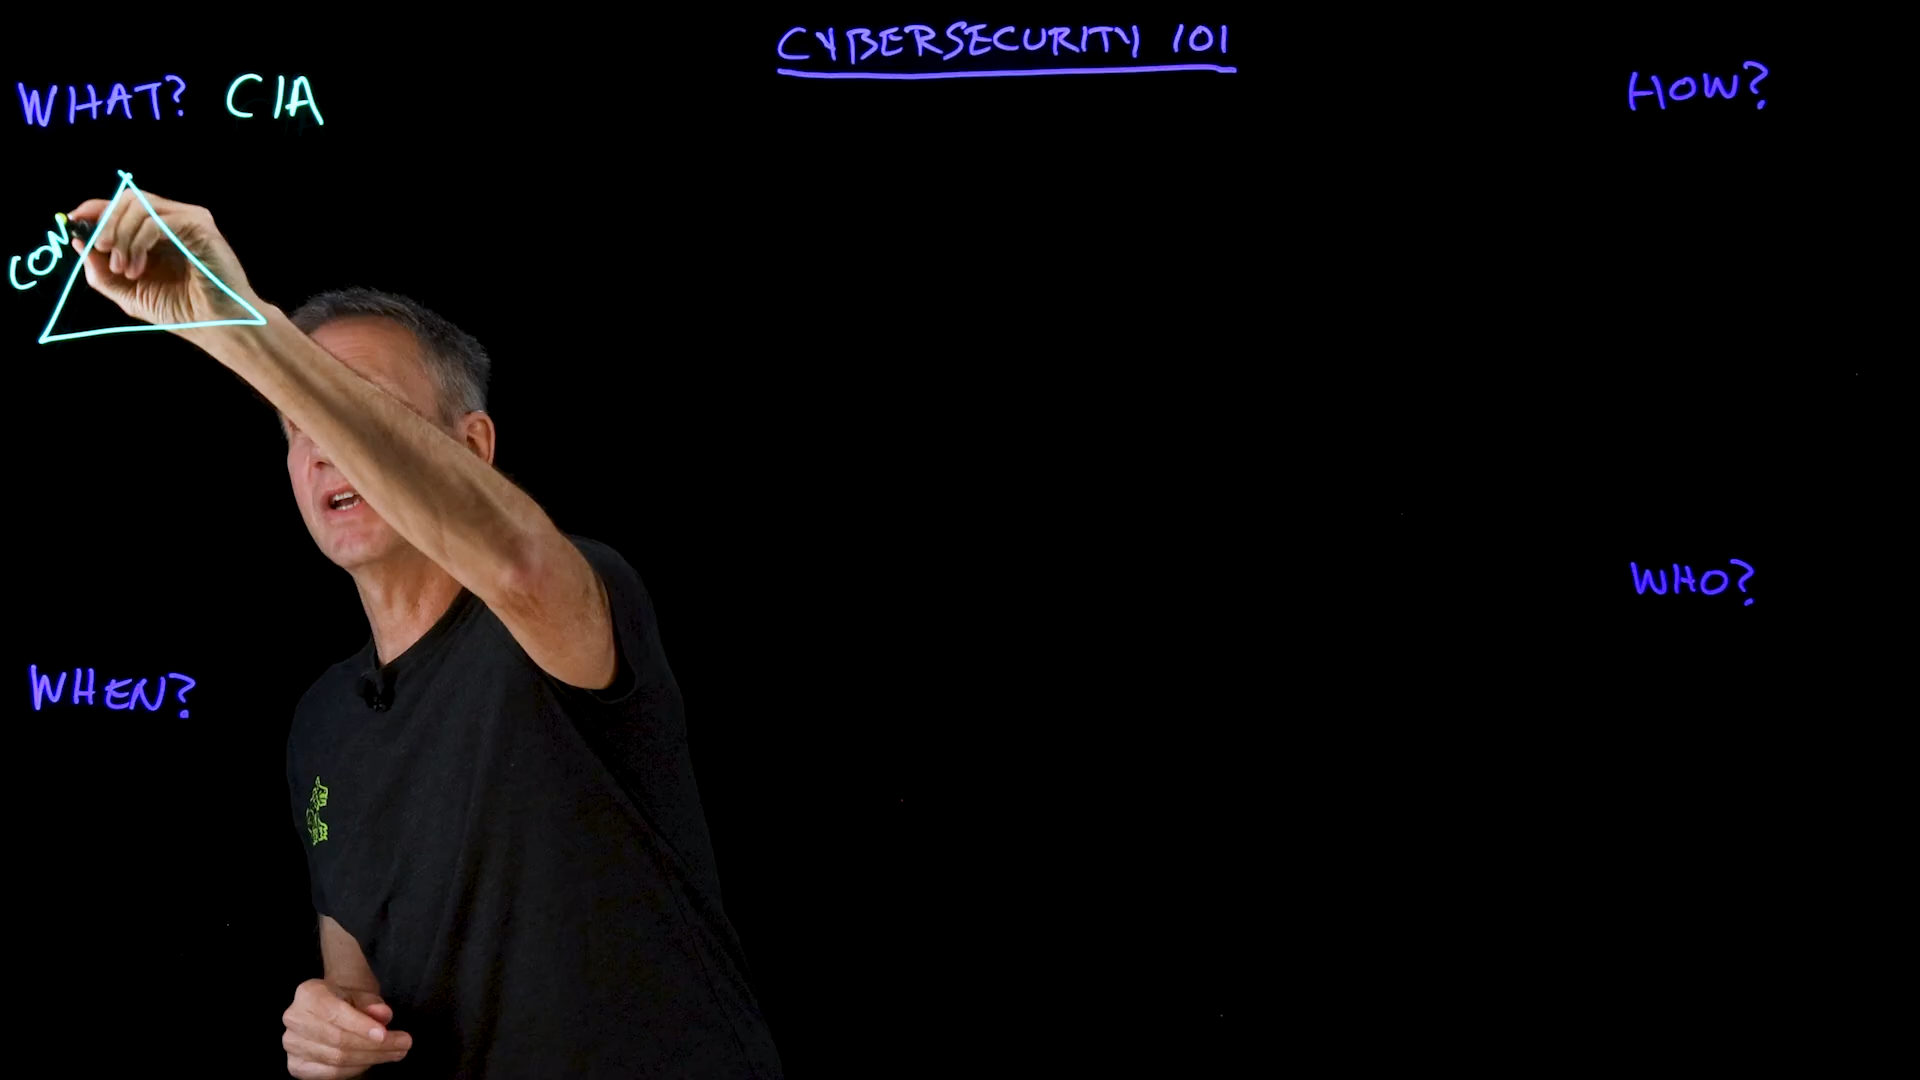 CYBERSECURITY 101
WHAT? CIA
HOW?
CON
WHO?
WHEN?